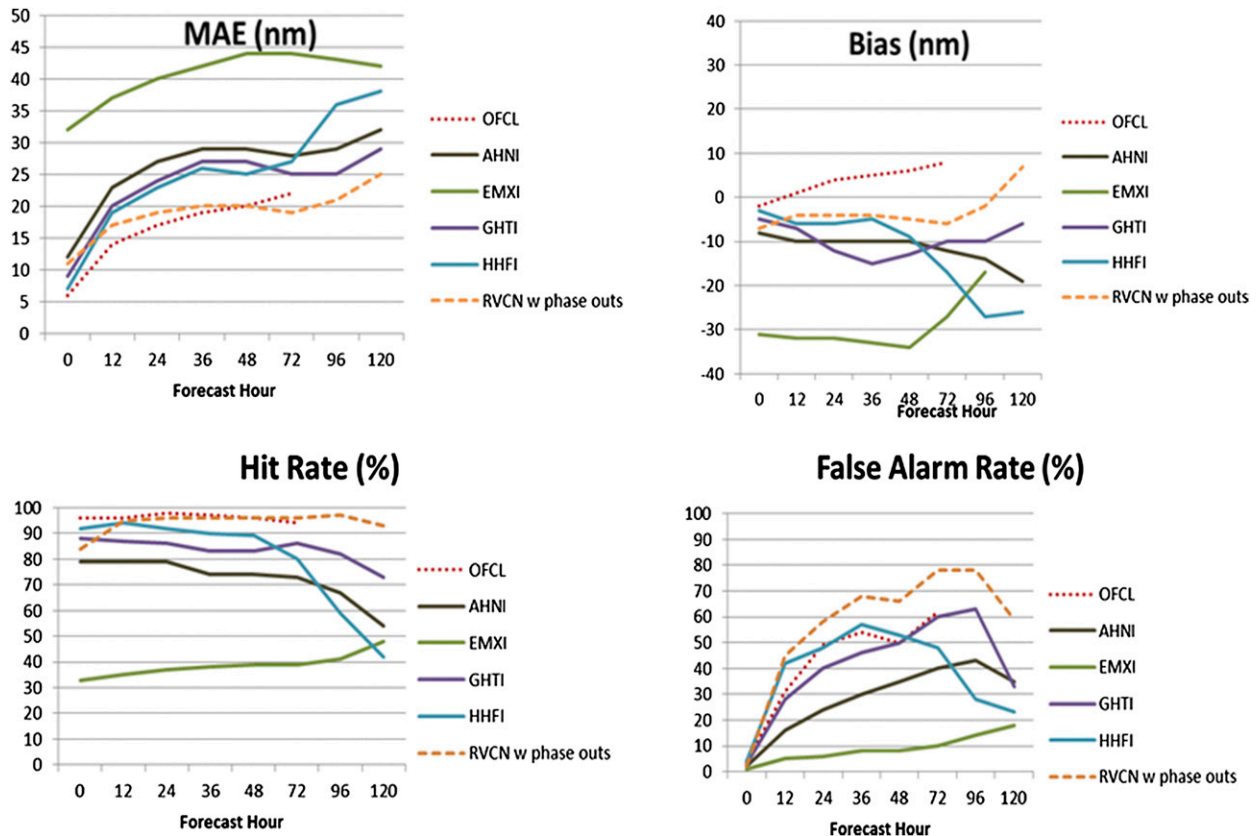 MAE (nm)
50
45
40
35
30
25
20
15
10
5
0
0 12 24 36 48 72 96 120
Forecast Hour
OFCL
AHNI
EMXI
GHTI
HHFI
RVCN w phase outs
Bias (nm)
40
30
20
10
0
-10
-20
-30
-40
0 12 24 36 48 72 96 120
Forecast Hour
OFCL
AHNI
EMXI
GHTI
HHFI
RVCN w phase outs
Hit Rate (%)
100
90
80
70
60
50
40
30
20
10
0
0 12 24 36 48 72 96 120
Forecast Hour
OFCL
AHNI
EMXI
GHTI
HHFI
RVCN w phase outs
False Alarm Rate (%)
100
90
80
70
60
50
40
30
20
10
0
0 12 24 36 48 72 96 120
Forecast Hour
OFCL
AHNI
EMXI
GHTI
HHFI
RVCN w phase outs